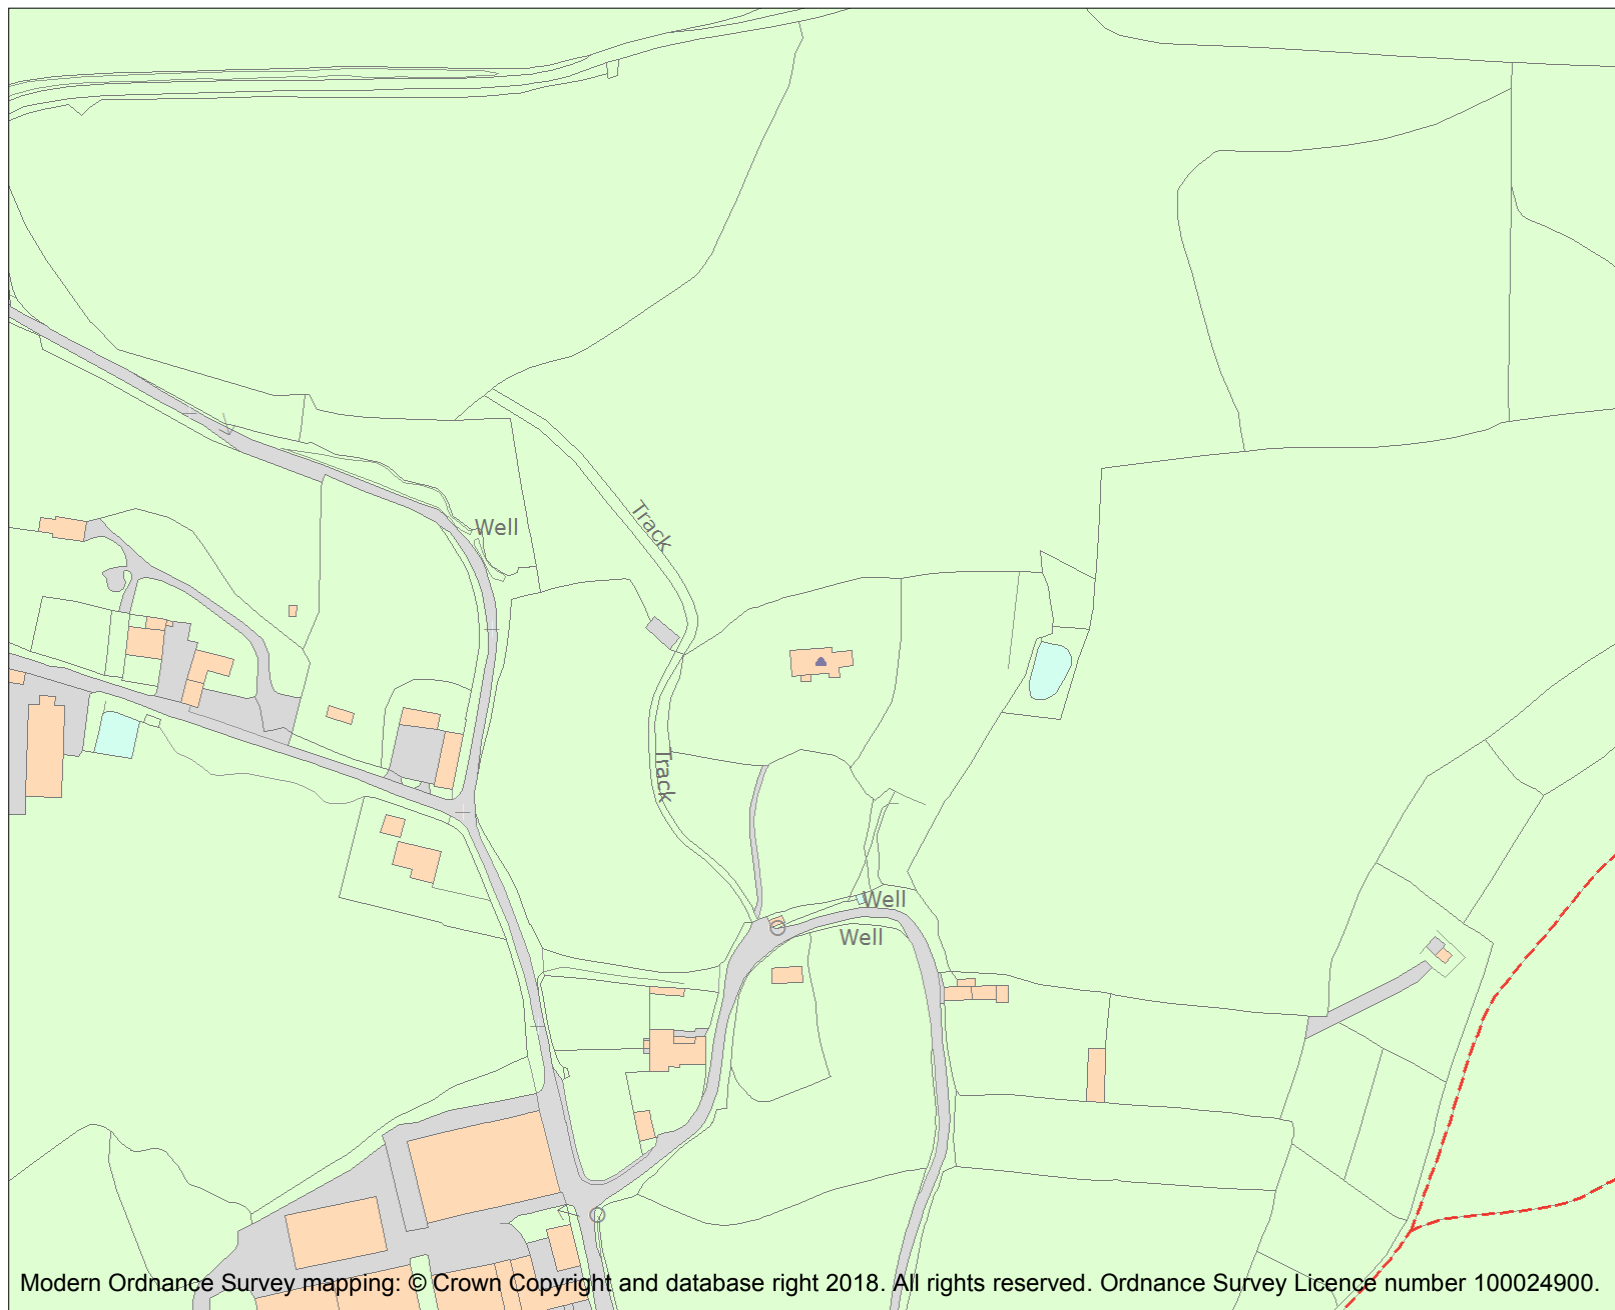 Track
Well
Track
Well
Well
Modern Ordnance Survey mapping: © Crown Copyright and database right 2018. All rights reserved. Ordnance Survey Licence number 100024900.